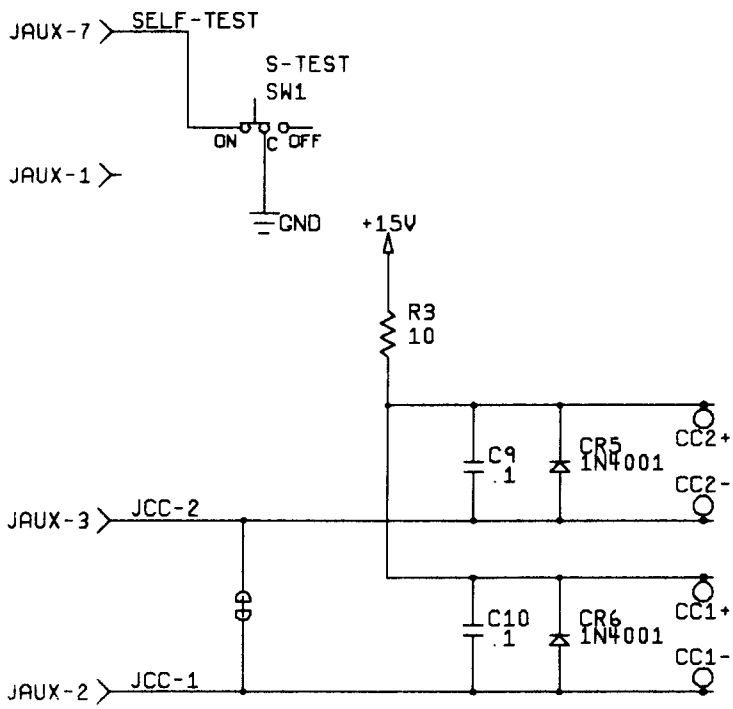 JAUX-7
SELF-TEST
S-TEST
SW1
ON
C
OFF
JAUX-1
GND
+15V
R3
10
C9
.1
CR5
1N4001
CC2+
CC2-
JAUX-3
JCC-2
C10
.1
CR6
1N4001
CC1+
CC1-
JAUX-2
JCC-1